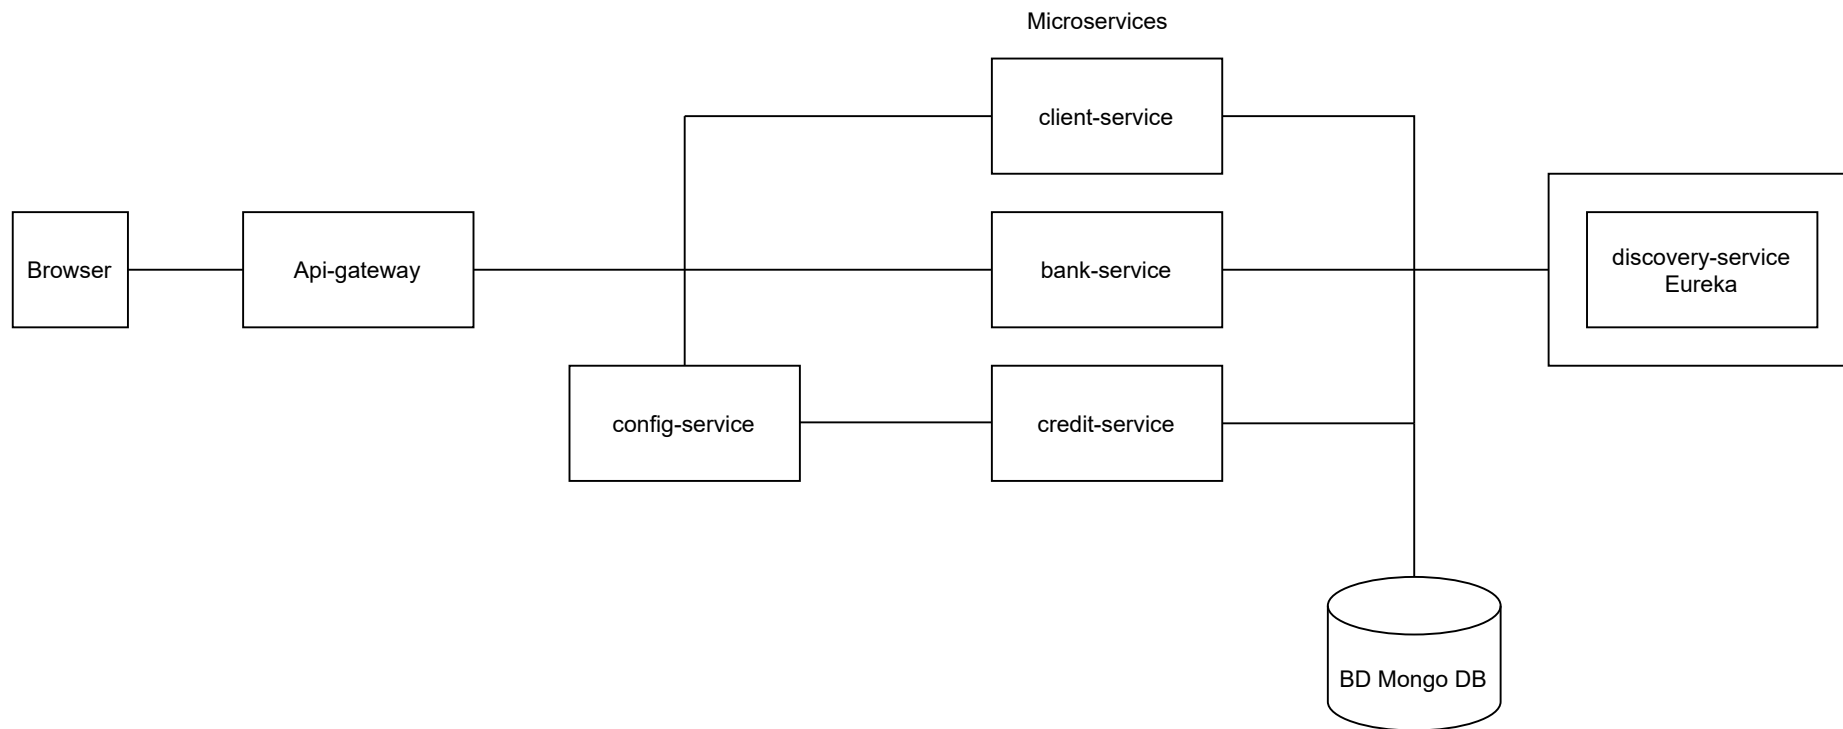 Microservices
client-service
Browser
Api-gateway
bank-service
discovery-service
Eureka
config-service
credit-service
BD Mongo DB